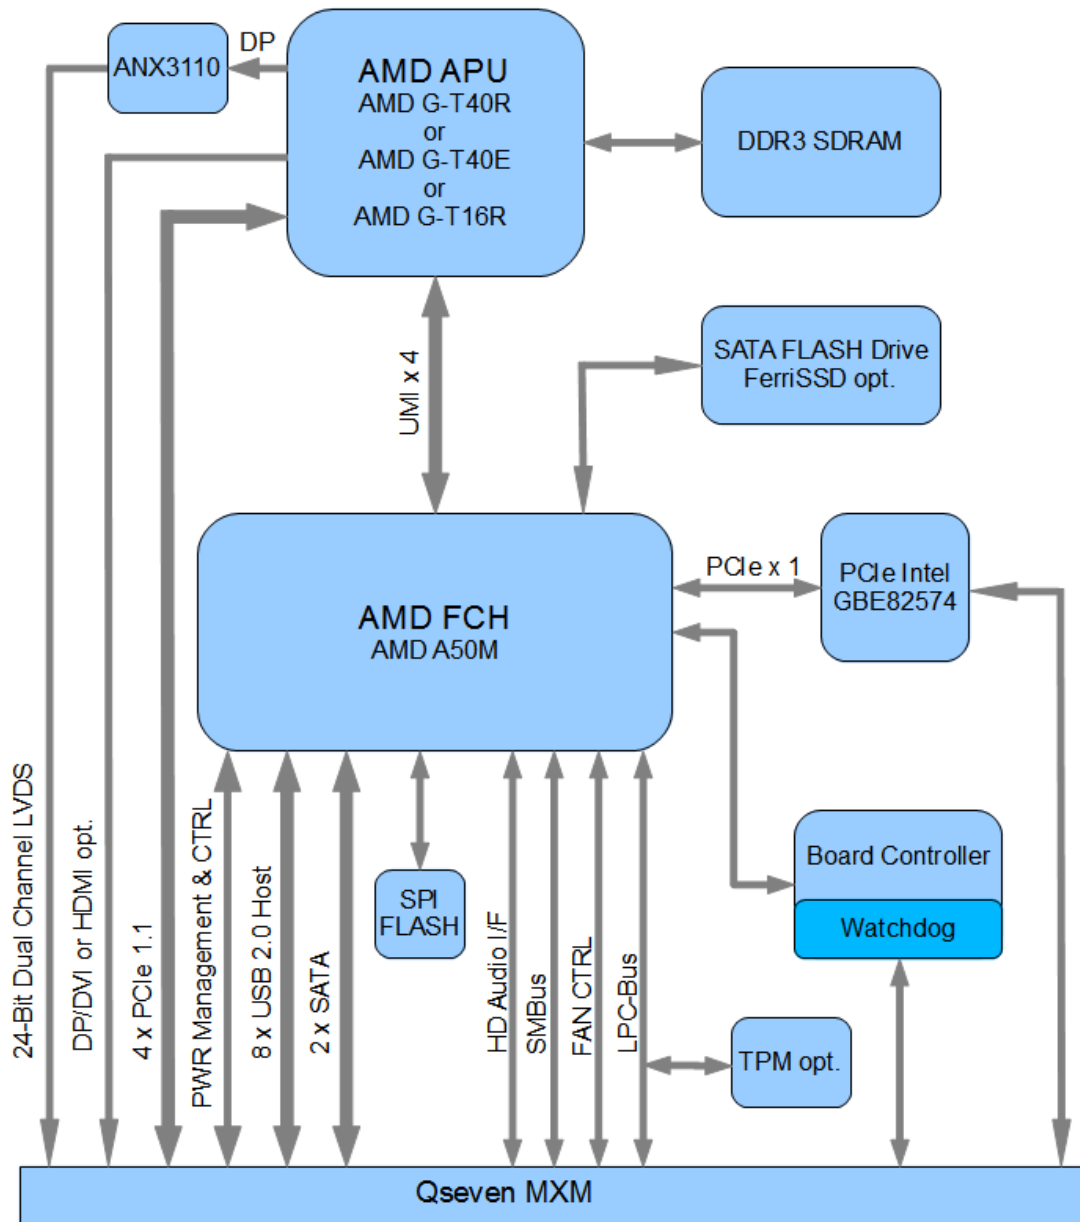 ANX3110
DP
AMD APU
AMD G-T40R
or
AMD G-T40E
or
AMD G-T16R
DDR3 SDRAM
UMI x 4
SATA FLASH Drive
FerriSSD opt.
AMD FCH
AMD A50M
PCIe x 1
PCIe Intel
GBE82574
24-Bit Dual Channel LVDS
DP/DVI or HDMI opt.
4 x PCIe 1.1
PWR Management & CTRL
8 x USB 2.0 Host
2 x SATA
SPI
FLASH
HD Audio I/F
SMBus
FAN CTRL
LPC-Bus
Board Controller
Watchdog
TPM opt.
Qseven MXM